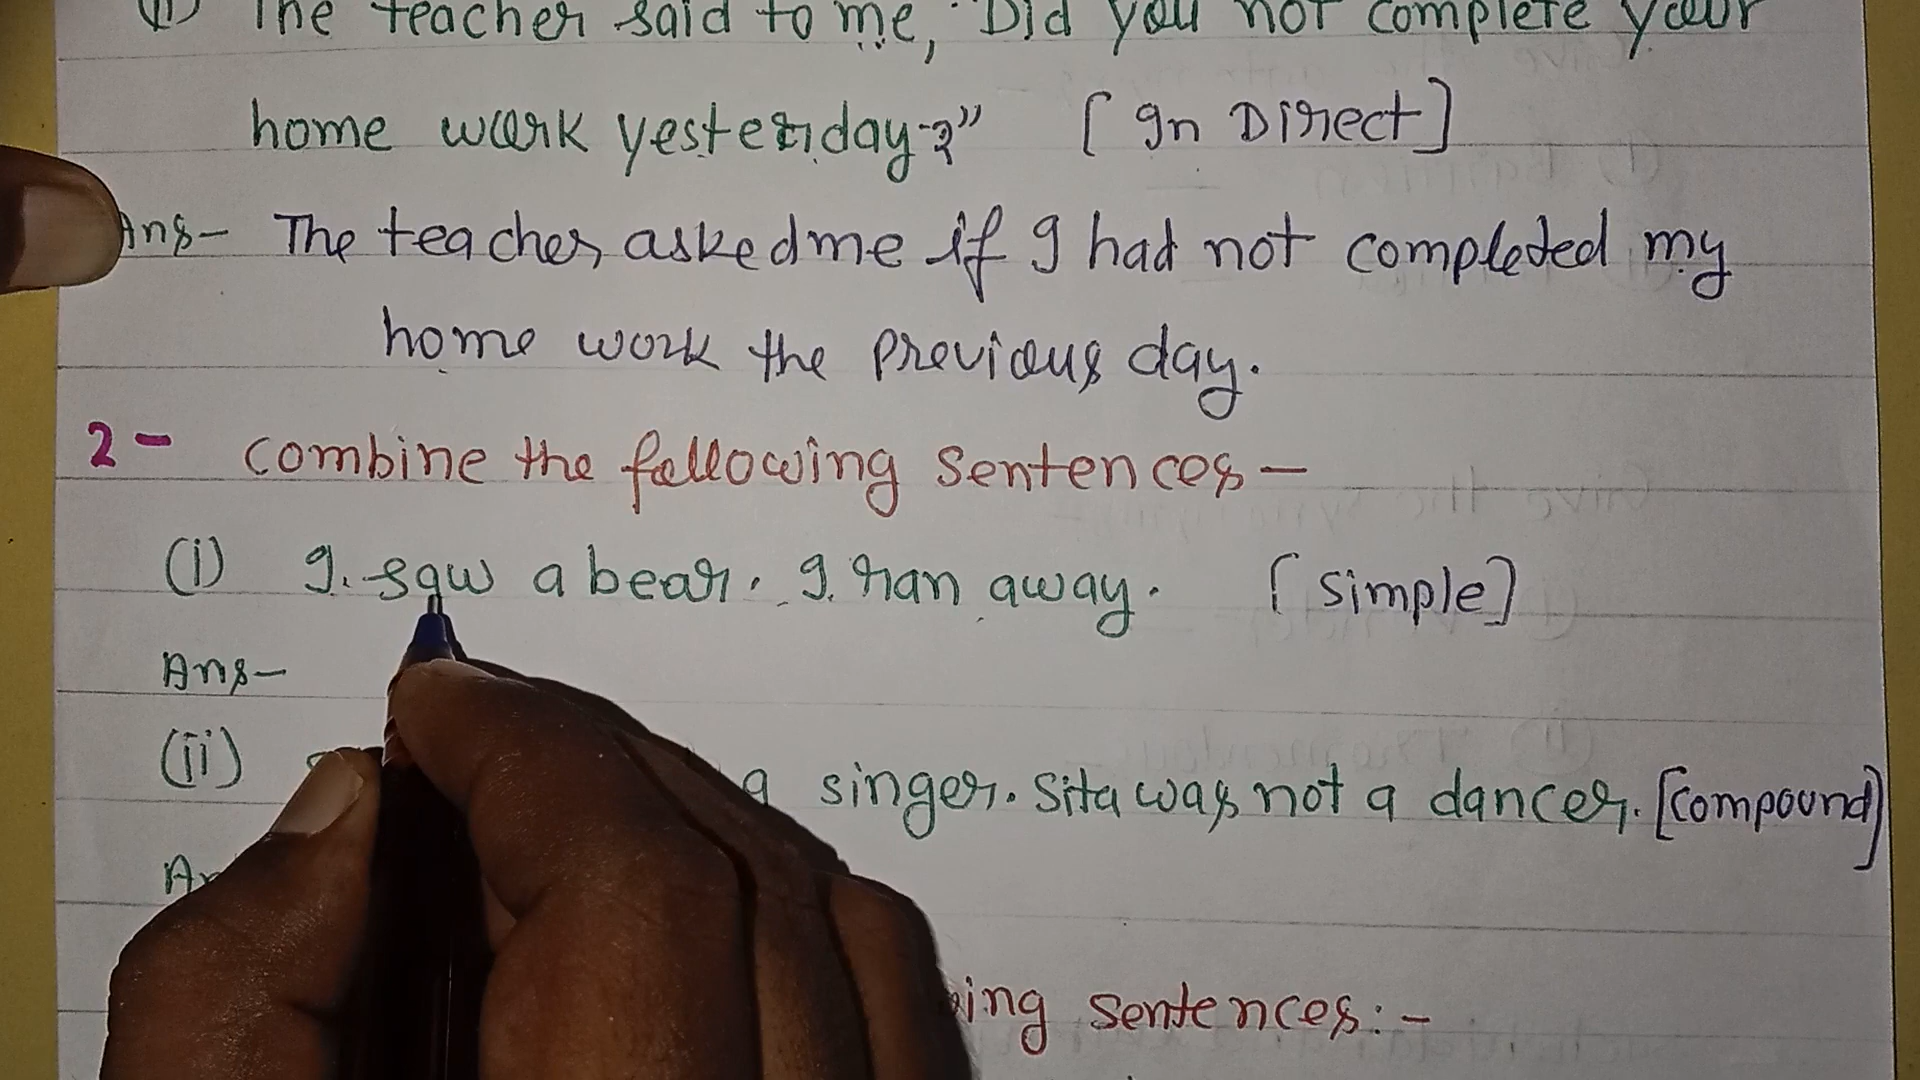 (ii) The teacher said to me, "Did you not complete your
home work yesterday-?" [In Direct]
Ans- The teacher asked me if I had not completed my
home work the previous day.
2- Combine the following sentences-
(i) I. saw a bear. I. ran away. [Simple]
Ans-
(ii) a singer. Sita was not a dancer. [Compound]
sentences:-